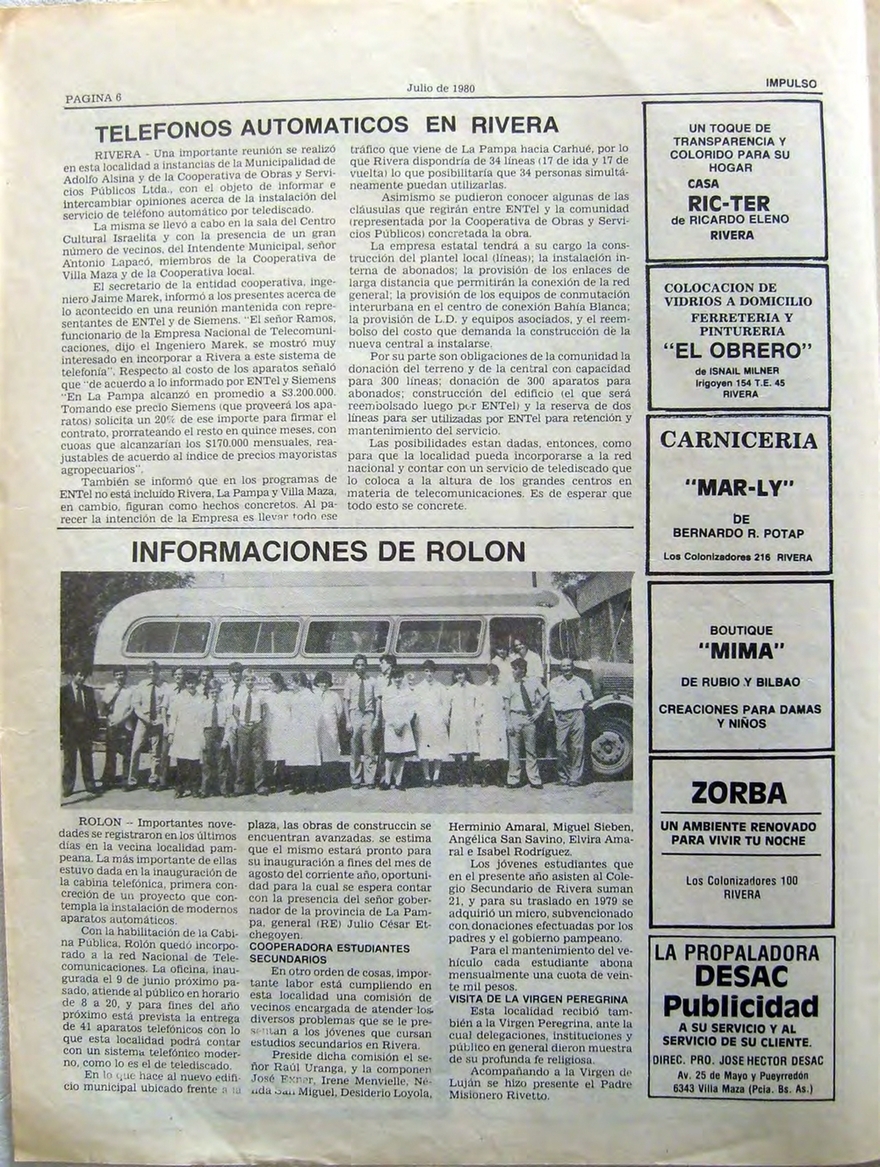 PAGINA 6
Julio de 1980
IMPULSO
TELEFONOS AUTOMATICOS EN RIVERA
RIVERA - Una importante reunión se realizó
en esta localidad a instancias de la Municipalidad de
Adolfo Alsina y de la Cooperativa de Obras y Servi-
cios Públicos Ltda., con el objeto de informar e
intercambiar opiniones acerca de la instalación del
servicio de teléfono automático por telediscado.
La misma se llevó a cabo en la sala del Centro
Cultural Israelita y con la presencia de un gran
número de vecinos, del Intendente Municipal, señor
Antonio Lapacó, miembros de la Cooperativa de
Villa Maza y de la Cooperativa local.
El secretario de la entidad cooperativa, inge-
niero Jaime Marek, informó a los presentes acerca de
lo acontecido en una reunión mantenida con repre-
sentantes de ENTel y de Siemens. "El señor Ramos,
funcionario de la Empresa Nacional de Telecomuni-
caciones, dijo el Ingeniero Marek, se mostró muy
interesado en incorporar a Rivera a este sistema de
telefonía". Respecto al costo de los aparatos señaló
que "de acuerdo a lo informado por ENTel y Siemens
"En La Pampa alcanzó en promedio a $3.200.000.
Tomando ese precio Siemens (que proveerá los apa-
ratos) solicita un 20% de ese importe para firmar el
contrato, prorrateando el resto en quince meses, con
cuoas que alcanzarían los $170.000 mensuales, rea-
justables de acuerdo al índice de precios mayoristas
agropecuarios".
También se informó que en los programas de
ENTel no está incluido Rivera, La Pampa y Villa Maza,
en cambio, figuran como hechos concretos. Al pa-
recer la intención de la Empresa es llevar todo ese
tráfico que viene de La Pampa hacia Carhué, por lo
que Rivera dispondría de 34 líneas (17 de ida y 17 de
vuelta) lo que posibilitaría que 34 personas simultá-
neamente puedan utilizarlas.
Asimismo se pudieron conocer algunas de las
cláusulas que regirán entre ENTel y la comunidad
(representada por la Cooperativa de Obras y Servi-
cios Públicos) concretada la obra.
La empresa estatal tendrá a su cargo la cons-
trucción del plantel local (líneas); la instalación in-
terna de abonados; la provisión de los enlaces de
larga distancia que permitirán la conexión de la red
general; la provisión de los equipos de conmutación
interurbana en el centro de conexión Bahía Blanca;
la provisión de L.D. y equipos asociados, y el reem-
bolso del costo que demanda la construcción de la
nueva central a instalarse.
Por su parte son obligaciones de la comunidad la
donación del terreno y de la central con capacidad
para 300 líneas; donación de 300 aparatos para
abonados; construcción del edificio (el que será
reembolsado luego por ENTel) y la reserva de dos
líneas para ser utilizadas por ENTel para retención y
mantenimiento del servicio.
Las posibilidades estan dadas, entonces, como
para que la localidad pueda incorporarse a la red
nacional y contar con un servicio de telediscado que
lo coloca a la altura de los grandes centros en
materia de telecomunicaciones. Es de esperar que
todo esto se concrete.
INFORMACIONES DE ROLON
ROLON -- Importantes nove-
dades se registraron en los últimos
días en la vecina localidad pam-
peana. La más importante de ellas
estuvo dada en la inauguración de
la cabina telefónica, primera con-
creción de un proyecto que con-
templa la instalación de modernos
aparatos automáticos.
Con la habilitación de la Cabi-
na Pública, Rolón quedó incorpo-
rado a la red Nacional de Tele-
comunicaciones. La oficina, inau-
gurada el 9 de junio próximo pa-
sado, atiende al público en horario
de 8 a 20, y para fines del año
próximo está prevista la entrega
de 41 aparatos telefónicos con lo
que esta localidad podrá contar
con un sistema telefónico moder-
no, como lo es el de telediscado.
En lo que hace al nuevo edifi-
cio municipal ubicado frente a la
plaza, las obras de construccin se
encuentran avanzadas, se estima
que el mismo estará pronto para
su inauguración a fines del mes de
agosto del corriente año, oportuni-
dad para la cual se espera contar
con la presencia del señor gober-
nador de la provincia de La Pam-
pa, general (RE) Julio César Et-
chegoyen.
COOPERADORA ESTUDIANTES
SECUNDARIOS
En otro orden de cosas, impor-
tante labor está cumpliendo en
esta localidad una comisión de
vecinos encargada de atender los
diversos problemas que se le pre-
sentan a los jóvenes que cursan
estudios secundarios en Rivera.
Preside dicha comisión el se-
ñor Raúl Uranga, y la componen
José Irene Menvielle, Né-
lida San Miguel, Desiderio Loyola,
Herminio Amaral, Miguel Sieben,
Angélica San Savino, Elvira Ama-
ral e Isabel Rodríguez.
Los jóvenes estudiantes que
en el presente año asisten al Cole-
gio Secundario de Rivera suman
21, y para su traslado en 1979 se
adquirió un micro, subvencionado
con donaciones efectuadas por los
padres y el gobierno pampeano.
Para el mantenimiento del ve-
hículo cada estudiante abona
mensualmente una cuota de vein-
te mil pesos.
VISITA DE LA VIRGEN PEREGRINA
Esta localidad recibió tam-
bién a la Virgen Peregrina, ante la
cual delegaciones, instituciones y
público en general dieron muestra
de su profunda fe religiosa.
Acompañando a la Virgen de
Luján se hizo presente el Padre
Misionero Rivetto.
UN TOQUE DE
TRANSPARENCIA Y
COLORIDO PARA SU
HOGAR
CASA
RIC-TER
de RICARDO ELENO
RIVERA
COLOCACION DE
VIDRIOS A DOMICILIO
FERRETERIA Y
PINTURERIA
"EL OBRERO"
de ISNAIL MILNER
Irigoyen 154 T.E. 45
RIVERA
CARNICERIA
"MAR-LY"
DE
BERNARDO R. POTAP
Los Colonizadores 216 RIVERA
BOUTIQUE
"MIMA"
DE RUBIO Y BILBAO
CREACIONES PARA DAMAS
Y NIÑOS
ZORBA
UN AMBIENTE RENOVADO
PARA VIVIR TU NOCHE
Los Colonizadores 100
RIVERA
LA PROPALADORA
DESAC
Publicidad
A SU SERVICIO Y AL
SERVICIO DE SU CLIENTE.
DIREC. PRO. JOSE HECTOR DESAC
Av. 25 de Mayo y Pueyrredón
6343 Villa Maza (Pcia. Bs. As.)